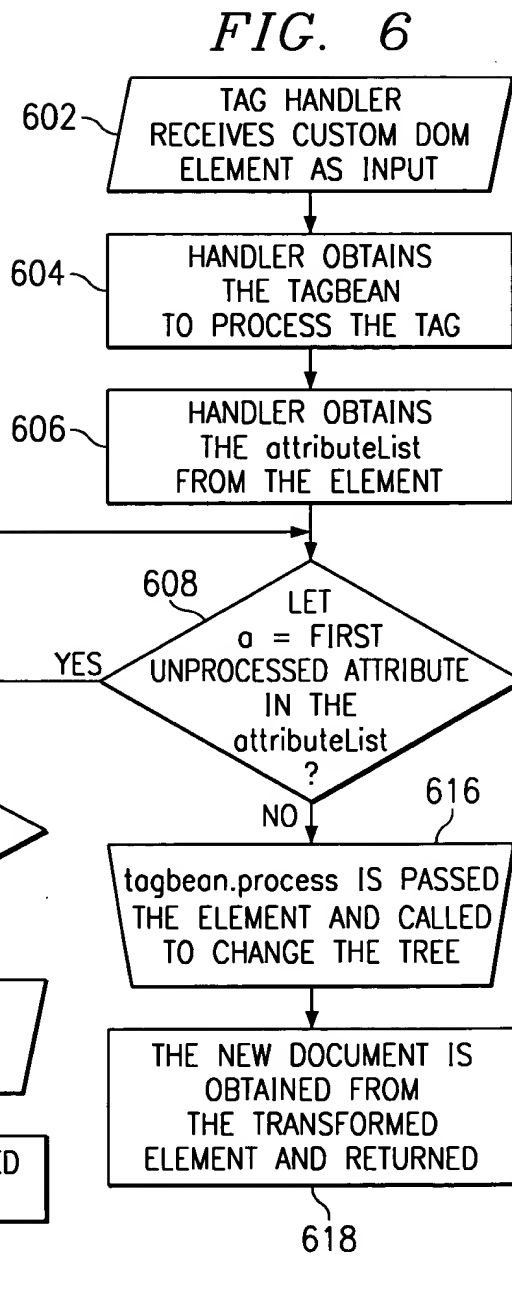 FIG. 6
602
TAG HANDLER
RECEIVES CUSTOM DOM
ELEMENT AS INPUT
604
HANDLER OBTAINS
THE TAGBEAN
TO PROCESS THE TAG
606
HANDLER OBTAINS
THE attributeList
FROM THE ELEMENT
608
LET
a = FIRST
UNPROCESSED ATTRIBUTE
IN THE
attributeList
?
YES
NO
616
tagbean.process IS PASSED
THE ELEMENT AND CALLED
TO CHANGE THE TREE
THE NEW DOCUMENT IS
OBTAINED FROM
THE TRANSFORMED
ELEMENT AND RETURNED
ED
618